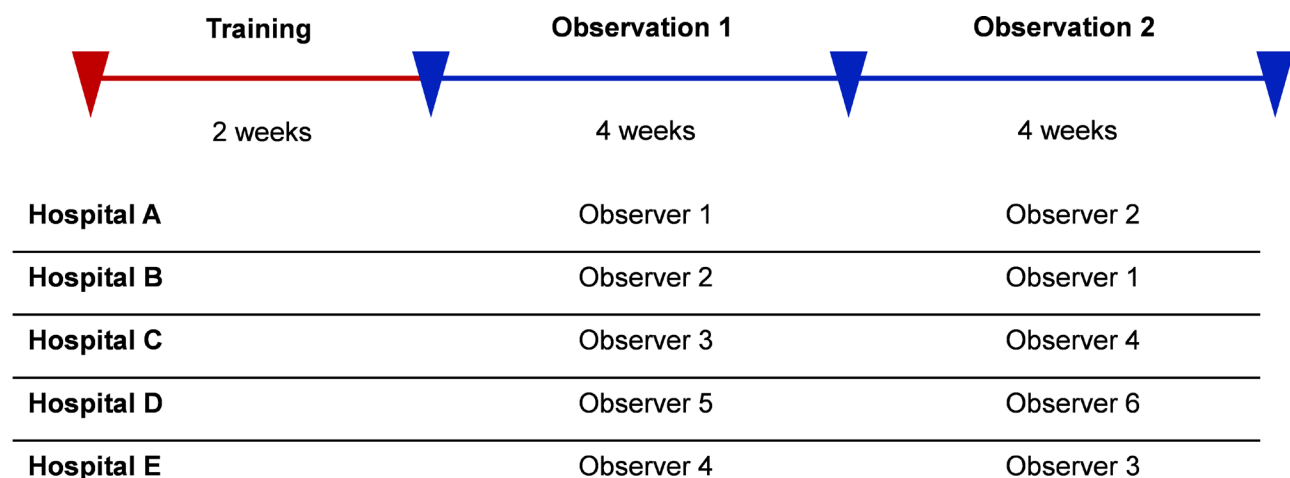 Training Observation 1 Observation 2
2 weeks 4 weeks 4 weeks
Hospital A Observer 1 Observer 2
Hospital B Observer 2 Observer 1
Hospital C Observer 3 Observer 4
Hospital D Observer 5 Observer 6
Hospital E Observer 4 Observer 3